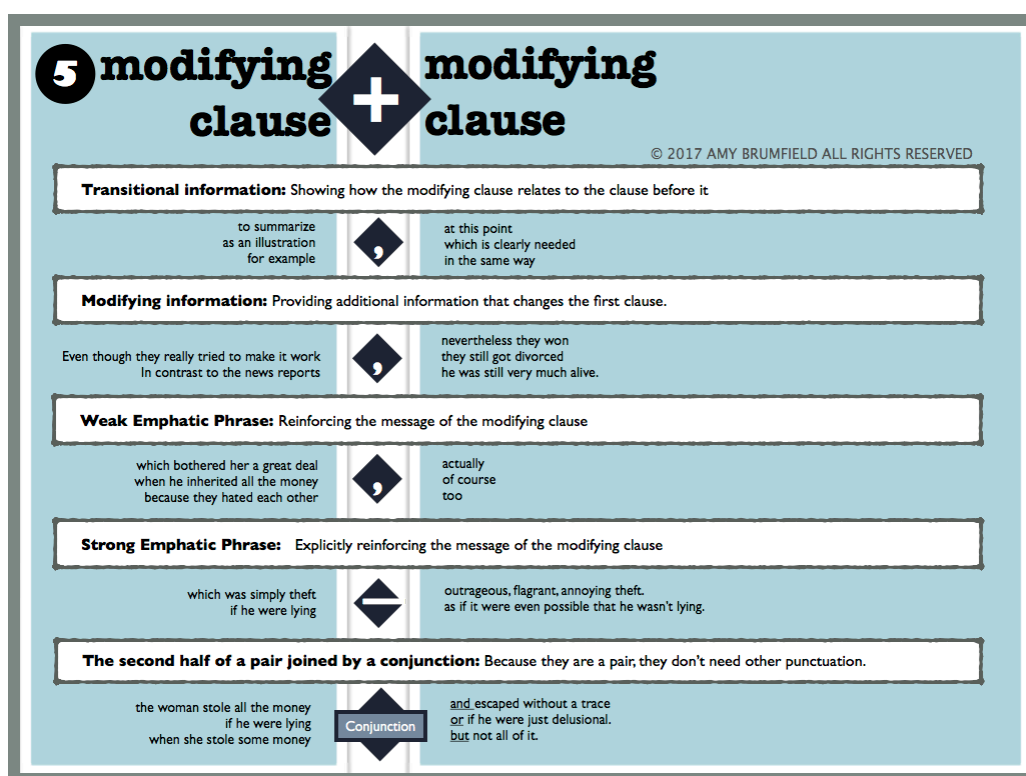 5 modifying clause + modifying clause
© 2017 AMY BRUMFIELD ALL RIGHTS RESERVED
Transitional information: Showing how the modifying clause relates to the clause before it
to summarize
as an illustration
for example
,
at this point
which is clearly needed
in the same way
Modifying information: Providing additional information that changes the first clause.
Even though they really tried to make it work
In contrast to the news reports
,
nevertheless they won
they still got divorced
he was still very much alive.
Weak Emphatic Phrase: Reinforcing the message of the modifying clause
which bothered her a great deal
when he inherited all the money
because they hated each other
,
actually
of course
too
Strong Emphatic Phrase: Explicitly reinforcing the message of the modifying clause
which was simply theft
if he were lying
—
outrageous, flagrant, annoying theft.
as if it were even possible that he wasn't lying.
The second half of a pair joined by a conjunction: Because they are a pair, they don't need other punctuation.
the woman stole all the money
if he were lying
when she stole some money
Conjunction
and escaped without a trace
or if he were just delusional.
but not all of it.